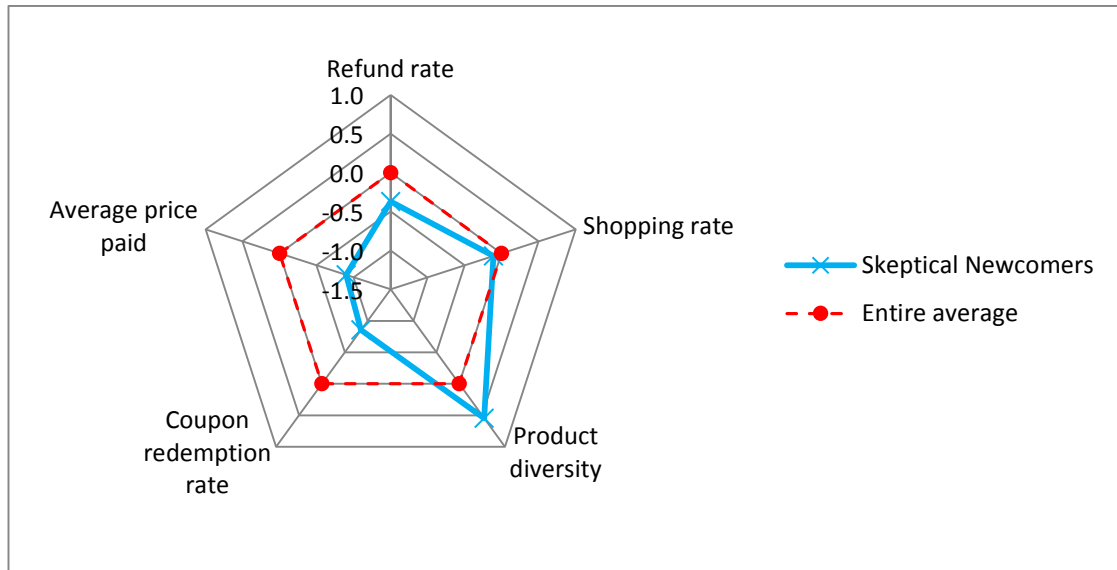 Refund rate
1.0
0.5
0.0
-0.5
-1.0
-1.5
Shopping rate
Product
diversity
Coupon
redemption
rate
Average price
paid
Skeptical Newcomers
Entire average